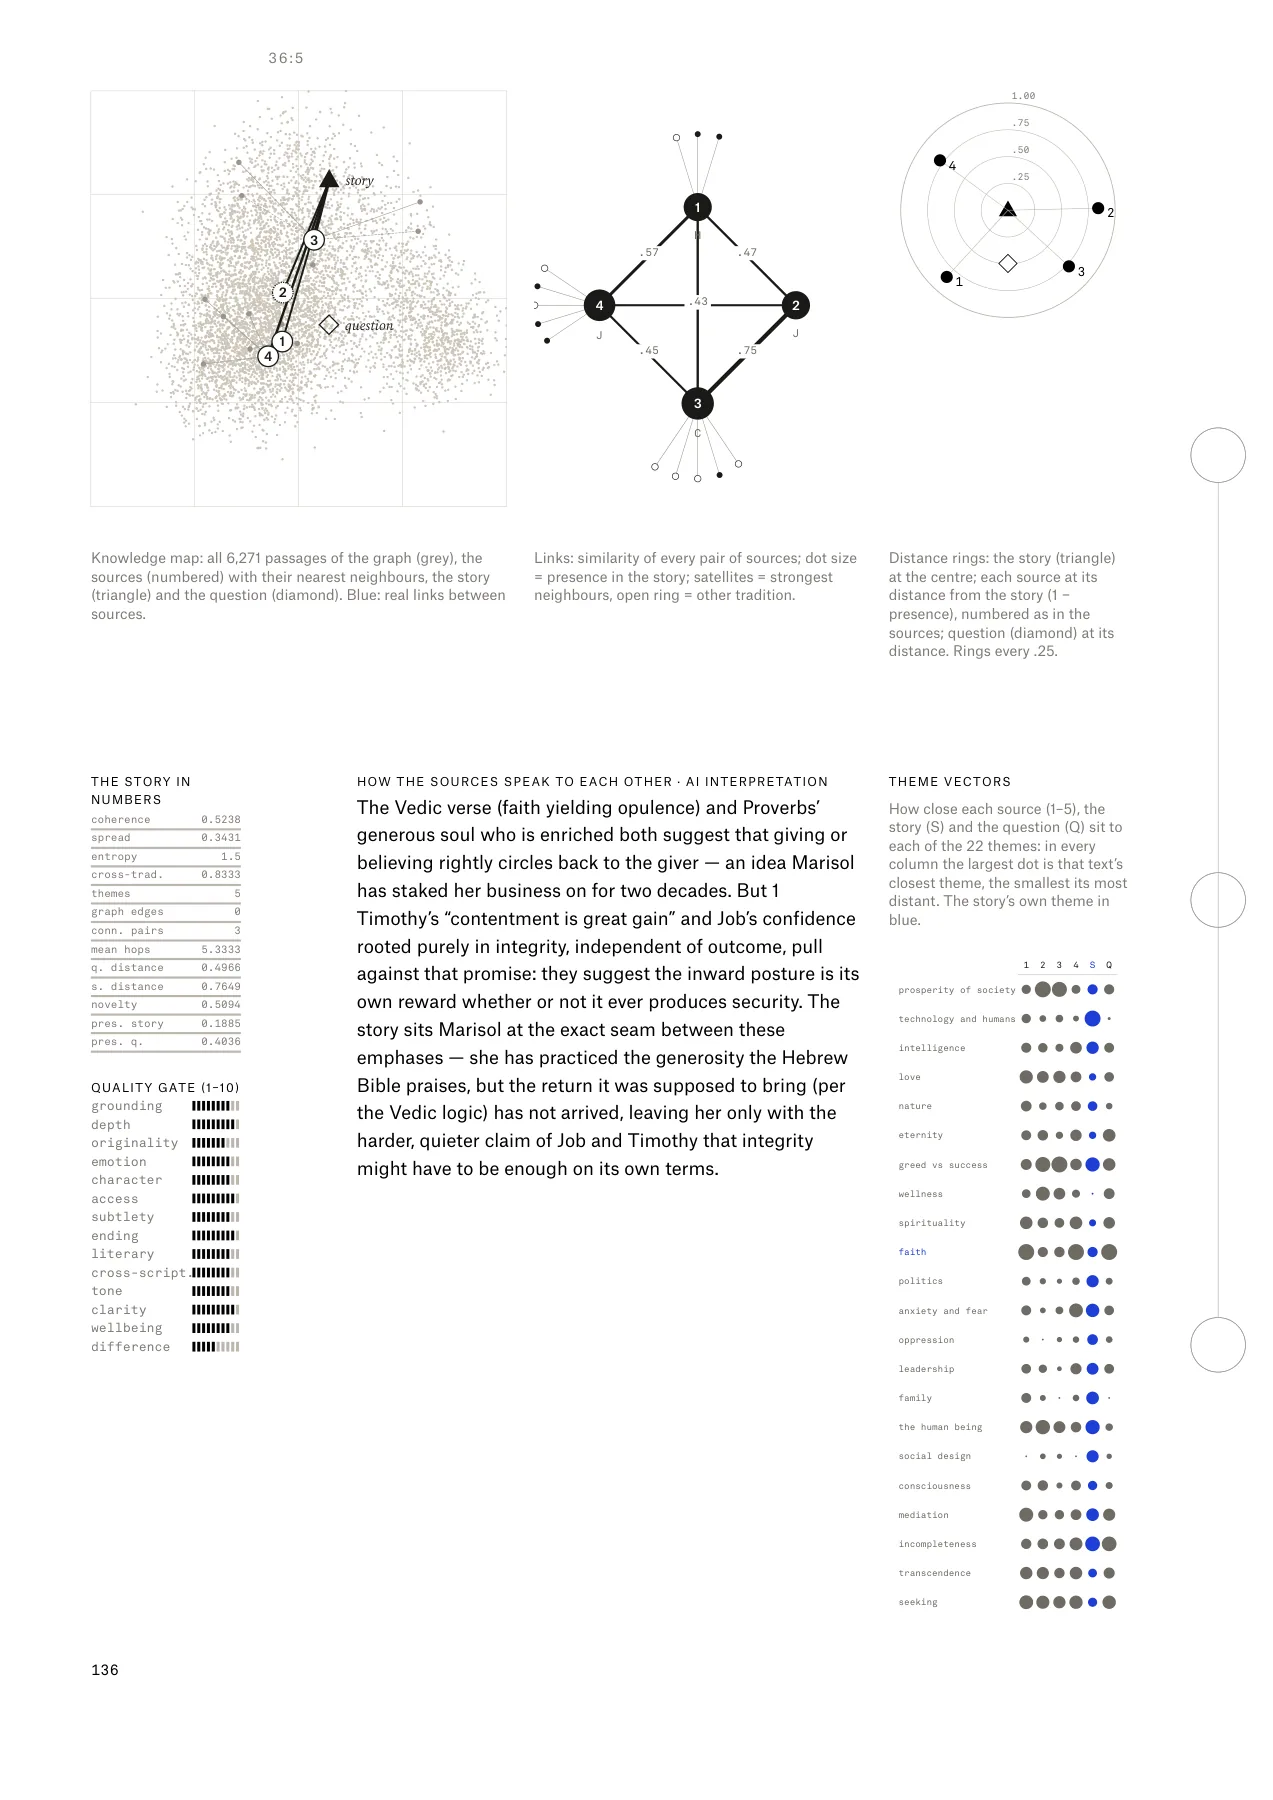 36:5
story
3
2
question
1
4
1
H
.57
.47
4
.43
2
J
J
.45
.75
3
C
1.00
.75
.50
.25
4
2
3
1
Knowledge map: all 6,271 passages of the graph (grey), the
sources (numbered) with their nearest neighbours, the story
(triangle) and the question (diamond). Blue: real links between
sources.
Links: similarity of every pair of sources; dot size
= presence in the story; satellites = strongest
neighbours, open ring = other tradition.
Distance rings: the story (triangle)
at the centre; each source at its
distance from the story (1 –
presence), numbered as in the
sources; question (diamond) at its
distance. Rings every .25.
THE STORY IN
NUMBERS
coherence 0.5238
spread 0.3431
entropy 1.5
cross-trad. 0.8333
themes 5
graph edges 0
conn. pairs 3
mean hops 5.3333
q. distance 0.4966
s. distance 0.7649
novelty 0.5094
pres. story 0.1885
pres. q. 0.4036
QUALITY GATE (1–10)
grounding
depth
originality
emotion
character
access
subtlety
ending
literary
cross-script.
tone
clarity
wellbeing
difference
HOW THE SOURCES SPEAK TO EACH OTHER · AI INTERPRETATION
The Vedic verse (faith yielding opulence) and Proverbs’
generous soul who is enriched both suggest that giving or
believing rightly circles back to the giver — an idea Marisol
has staked her business on for two decades. But 1
Timothy’s “contentment is great gain” and Job’s confidence
rooted purely in integrity, independent of outcome, pull
against that promise: they suggest the inward posture is its
own reward whether or not it ever produces security. The
story sits Marisol at the exact seam between these
emphases — she has practiced the generosity the Hebrew
Bible praises, but the return it was supposed to bring (per
the Vedic logic) has not arrived, leaving her only with the
harder, quieter claim of Job and Timothy that integrity
might have to be enough on its own terms.
THEME VECTORS
How close each source (1–5), the
story (S) and the question (Q) sit to
each of the 22 themes: in every
column the largest dot is that text’s
closest theme, the smallest its most
distant. The story’s own theme in
blue.
1 2 3 4 S Q
prosperity of society
technology and humans
intelligence
love
nature
eternity
greed vs success
wellness
spirituality
faith
politics
anxiety and fear
oppression
leadership
family
the human being
social design
consciousness
mediation
incompleteness
transcendence
seeking
136